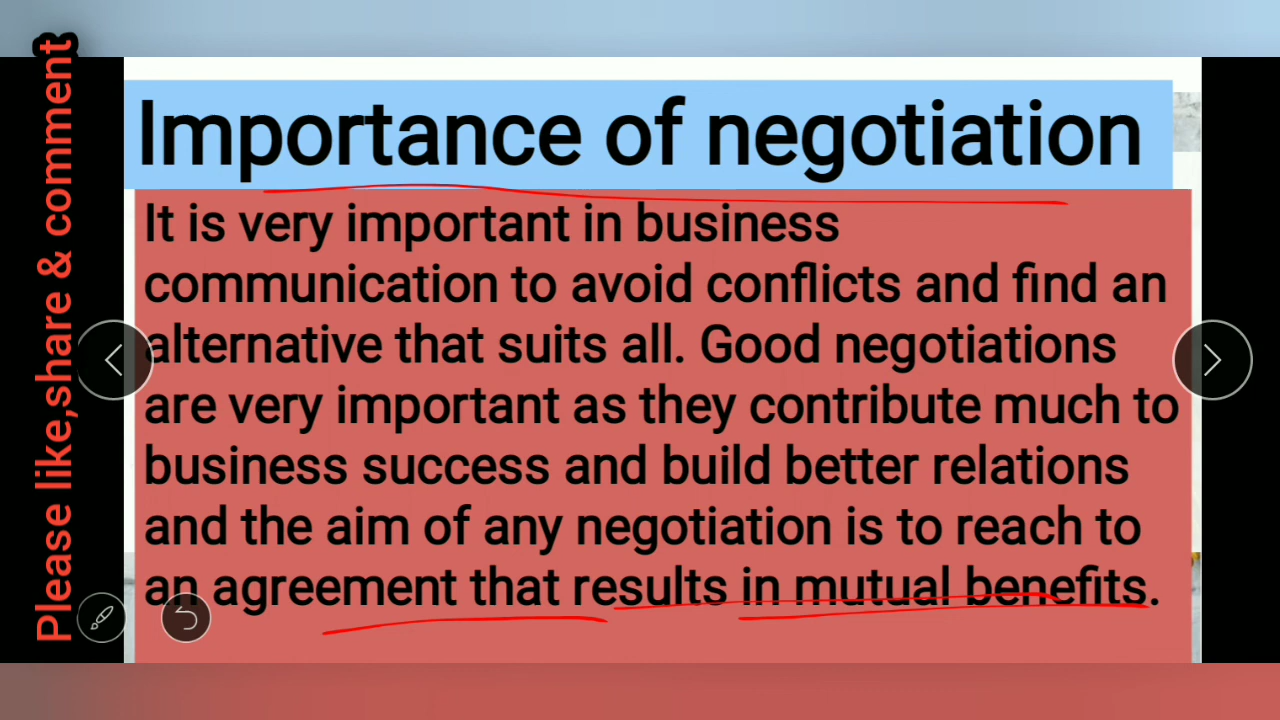 Please like,share & comment
Importance of negotiation
It is very important in business
communication to avoid conflicts and find an
alternative that suits all. Good negotiations
are very important as they contribute much to
business success and build better relations
and the aim of any negotiation is to reach to
an agreement that results in mutual benefits.